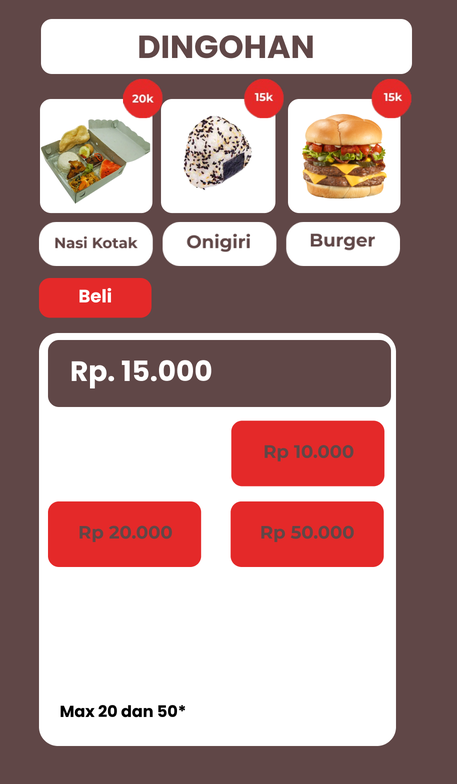 DINGOHAN
20k
15k
15k
Nasi Kotak
Onigiri
Burger
Beli
Rp. 15.000
Rp 10.000
Rp 20.000
Rp 50.000
Max 20 dan 50*